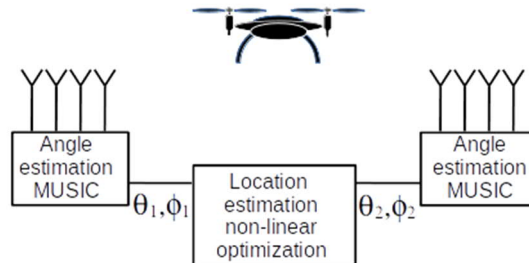 Angle
estimation
MUSIC
θ1,ϕ1
Location
estimation
non-linear
optimization
θ2,ϕ2
Angle
estimation
MUSIC